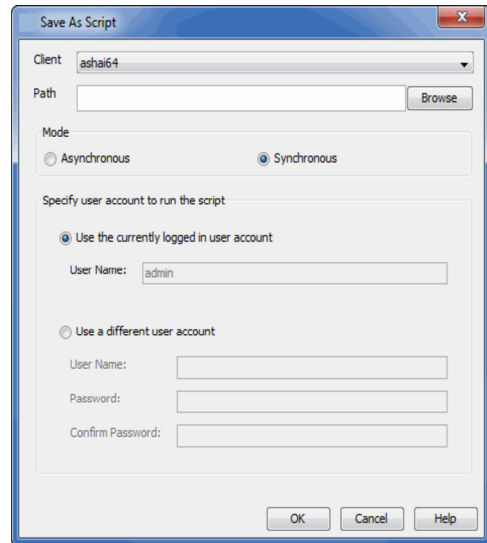 Save As Script
Client ashai64
Path Browse
Mode
Asynchronous Synchronous
Specify user account to run the script
Use the currently logged in user account
User Name: admin
Use a different user account
User Name:
Password:
Confirm Password:
OK Cancel Help